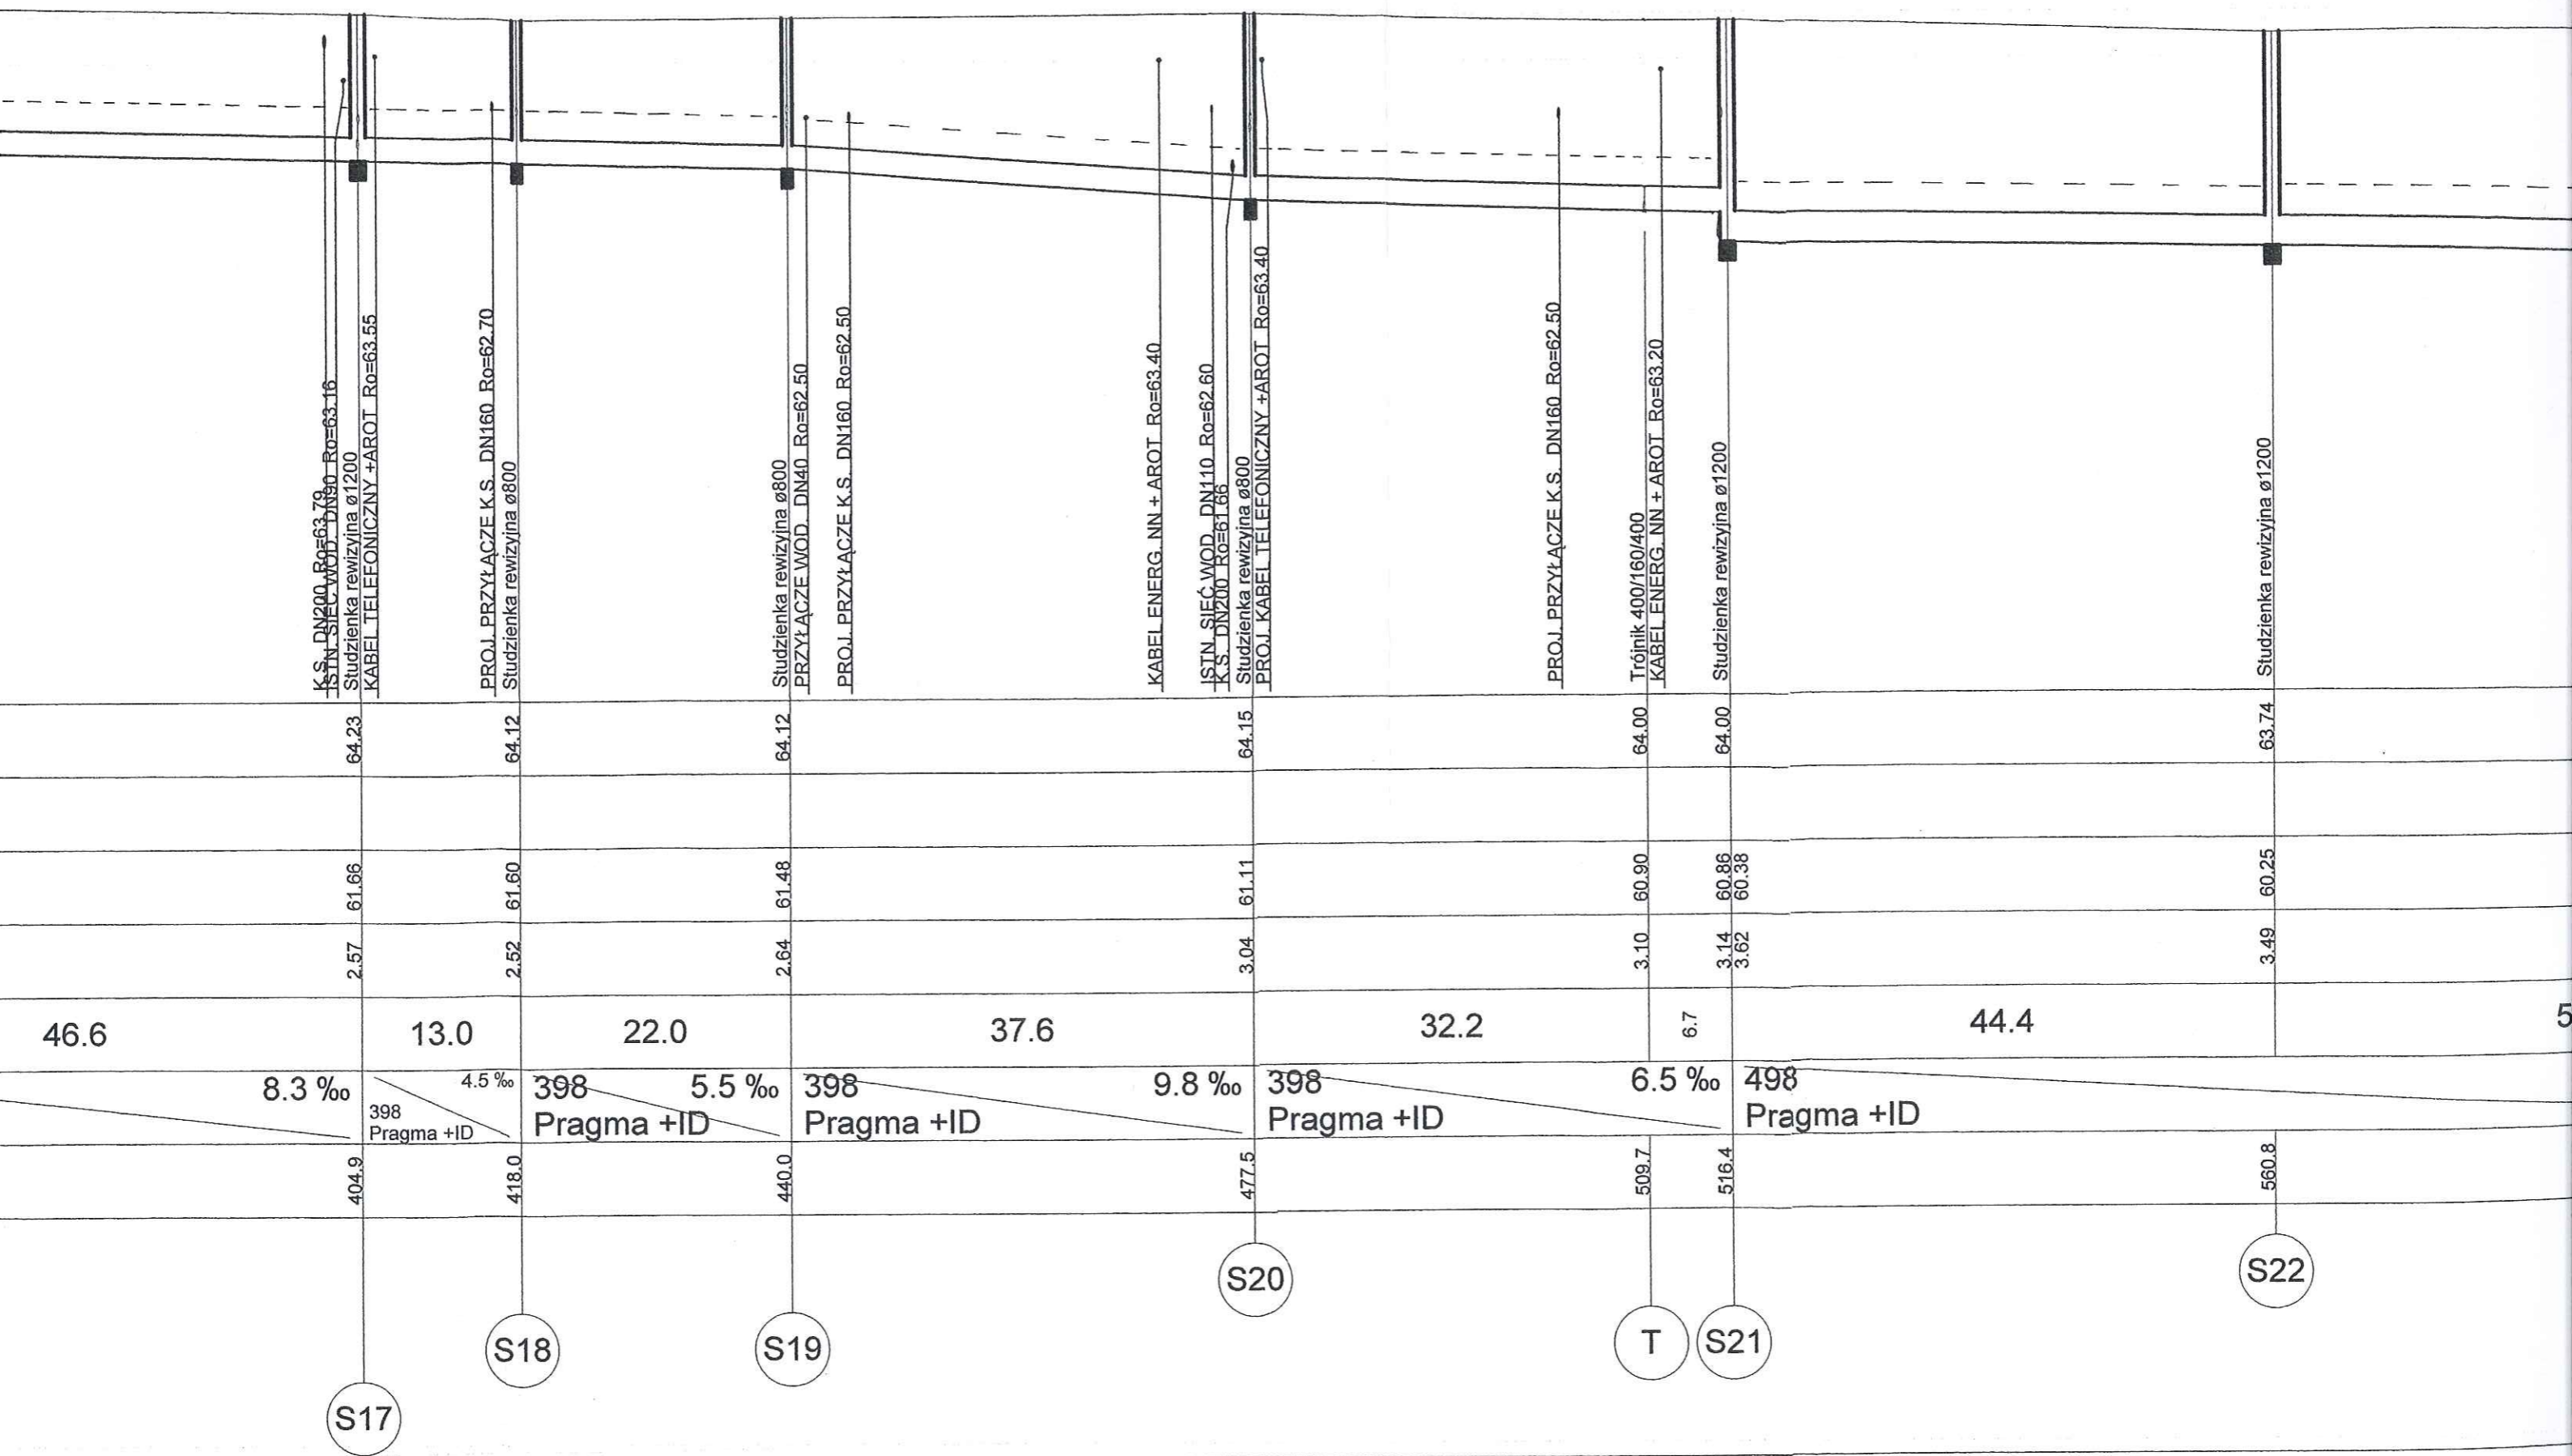 K.S. DN200 Ro=63.79
ISTN. SIEĆ WOD. DN90 Ro=63.16
Studzienka rewizyjna ø1200
KABEL TELEFONICZNY +AROT Ro=63.55
PROJ. PRZYŁĄCZE K.S. DN160 Ro=62.70
Studzienka rewizyjna ø800
Studzienka rewizyjna ø800
PRZYŁĄCZE WOD. DN40 Ro=62.50
PROJ. PRZYŁĄCZE K.S. DN160 Ro=62.50
KABEL ENERG. NN + AROT Ro=63.40
ISTN. SIEĆ WOD. DN110 Ro=62.60
K.S. DN200 Ro=61.66
Studzienka rewizyjna ø800
PROJ. KABEL TELEFONICZNY +AROT Ro=63.40
PROJ. PRZYŁĄCZE K.S. DN160 Ro=62.50
Trójnik 400/160/400
KABEL ENERG. NN + AROT Ro=63.20
Studzienka rewizyjna ø1200
Studzienka rewizyjna ø1200
64.23 64.12 64.12 64.15 64.00 64.00 63.74
61.66 61.60 61.48 61.11 60.90 60.86 60.38 60.25
2.57 2.52 2.64 3.04 3.10 3.14 3.62 3.49
46.6 13.0 22.0 37.6 32.2 6.7 44.4 5
8.3 ‰ 4.5 ‰ 398 5.5 ‰ 398 9.8 ‰ 398 6.5 ‰ 498
398
Pragma +ID Pragma +ID Pragma +ID Pragma +ID Pragma +ID
404.9 418.0 440.0 477.5 509.7 516.4 560.8
S20 S22
S18 S19 T S21
S17